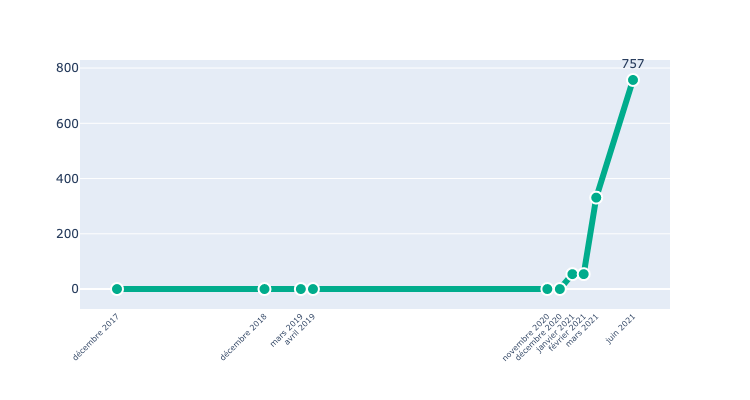 757
800
600
400
200
0
décembre 2017
décembre 2018
mars 2019
avril 2019
novembre 2020
décembre 2020
janvier 2021
février 2021
mars 2021
juin 2021